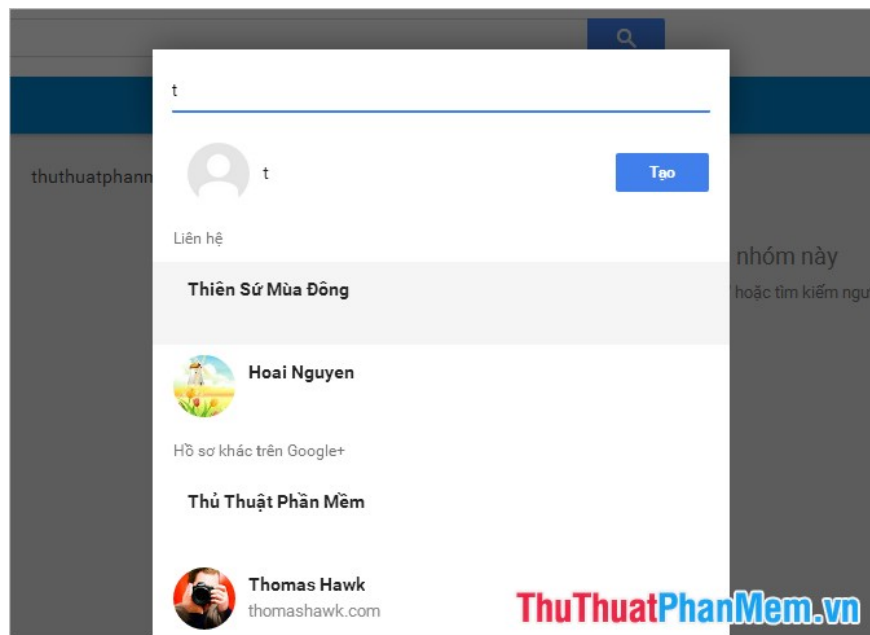 t
t
Tạo
thuthuatphann
Liên hệ
nhóm này
Thiên Sứ Mùa Đông
hoặc tìm kiếm ngư
Hoai Nguyen
Hồ sơ khác trên Google+
Thủ Thuật Phần Mềm
Thomas Hawk
thomashawk.com
ThuThuatPhanMem.vn